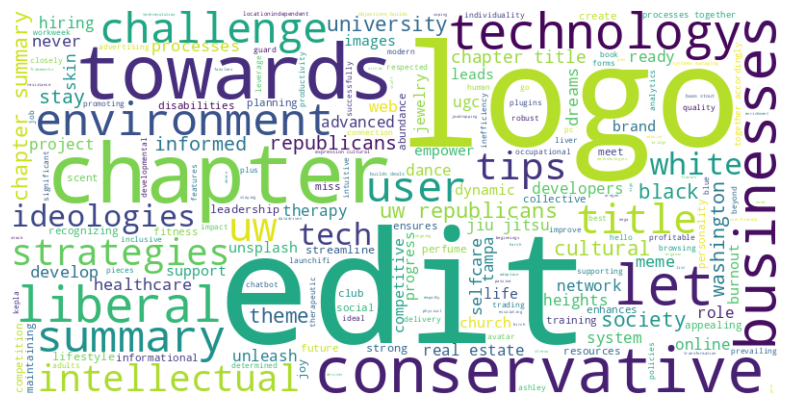 chapter summary
hiring
challenge
university
technology
logo
businesses
locationindependent
individuality
processes together
workweek
advertising
processes
images
create
never
closely
towards
guard
leverage
productivity
successfully
modern
respected
jewelry
chapter title
book
forms
ready
leads
ugc
dreams
human
go
plugins
robust
analytics
quality
together accordingly
skin
stay
disabilities
planning
web
environment
informed
advanced
connection
abundance
promoting
job
inefficiency
pc
liver
meet
brand
republicans
project
scent
significant
developmental
chapter
user
empower
tips
occupational
white
features
plus
miss
intuitive
dance
dynamic
developers
black
blue
beyond
ideologies
leadership
therapy
uw republicans
collective
title
washington
personality
recognizing
fitness
impact
ensures
jiu jitsu
best
hello
profitable
inclusive
uw
tech
unsplash
streamline
perfume
tampa
improve
cultural
browsing
strategies
support
competitive
progress
selfcare
meme
burnout
develop
pieces
launchifi
edit
supporting
let
healthcare
chatbot
therapeutic
life
network
enhances
kepla
club
social
trading
heights
role
liberal
theme
ideal
delivery
church
training
society
appealing
avatar
system
online
summary
future
strong
real estate
resources
policies
prevailing
unleash
joy
competition
maintaining
lifestyle
informational
adults
determined
intellectual
conservative
ashley